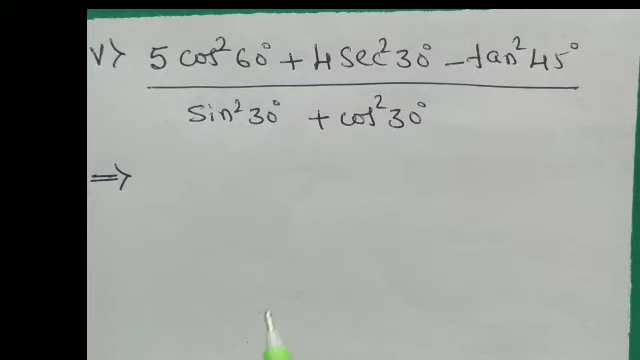 v> 5 cos²60° + 4 sec²30° - tan²45°
sin²30° + cos²30°
⇒